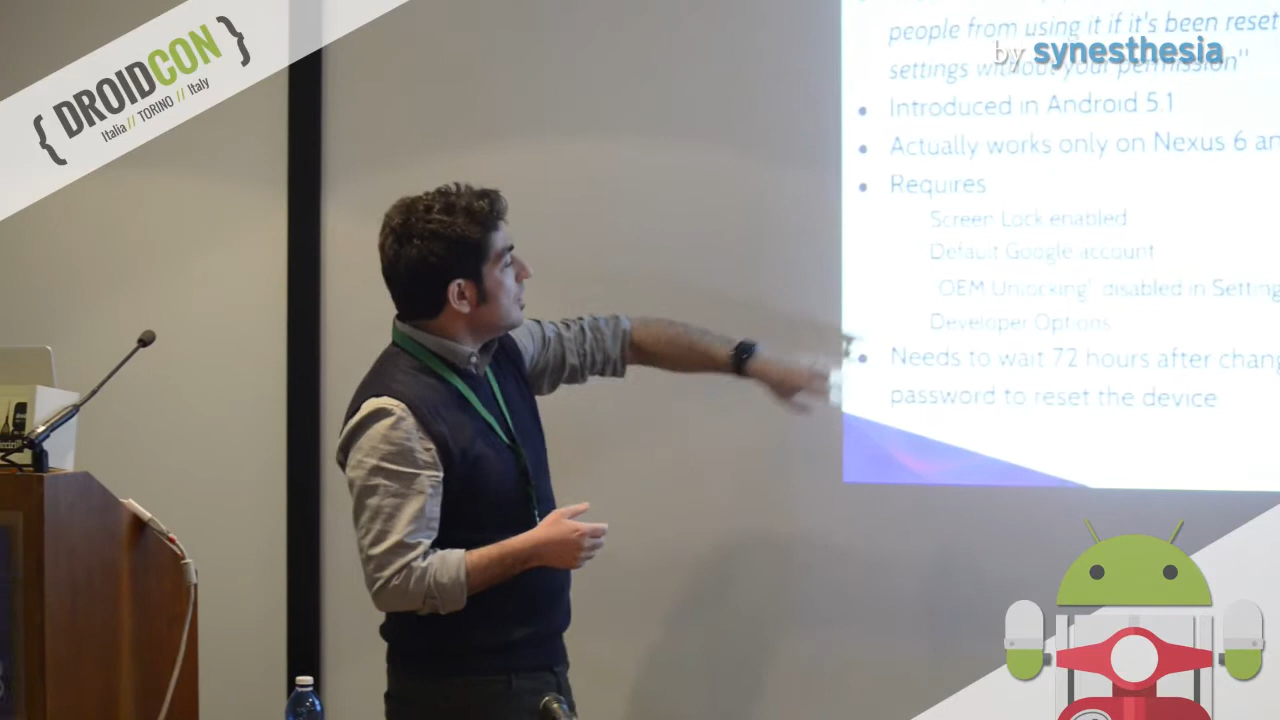 { DROIDCON }
Italia // TORINO // Italy
by synesthesia
people from using it if it's been reset
settings without your permission"
Introduced in Android 5.1
Actually works only on Nexus 6 an
Requires
Screen Lock enabled
Default Google account
"OEM Unlocking" disabled in Setting
Developer Options
Needs to wait 72 hours after chang
password to reset the device